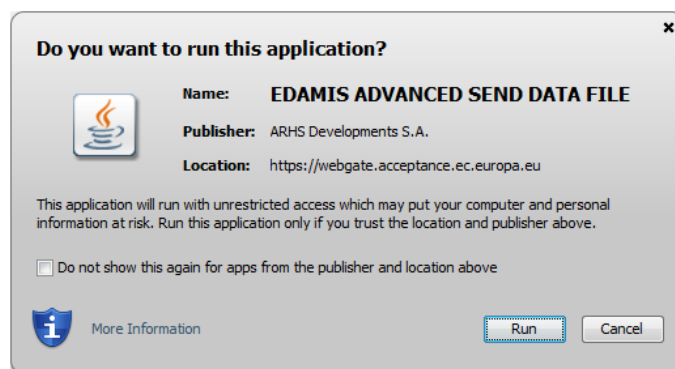 Do you want to run this application?
Name: EDAMIS ADVANCED SEND DATA FILE
Publisher: ARHS Developments S.A.
Location: https://webgate.acceptance.ec.europa.eu
This application will run with unrestricted access which may put your computer and personal
information at risk. Run this application only if you trust the location and publisher above.
Do not show this again for apps from the publisher and location above
More Information
Run
Cancel